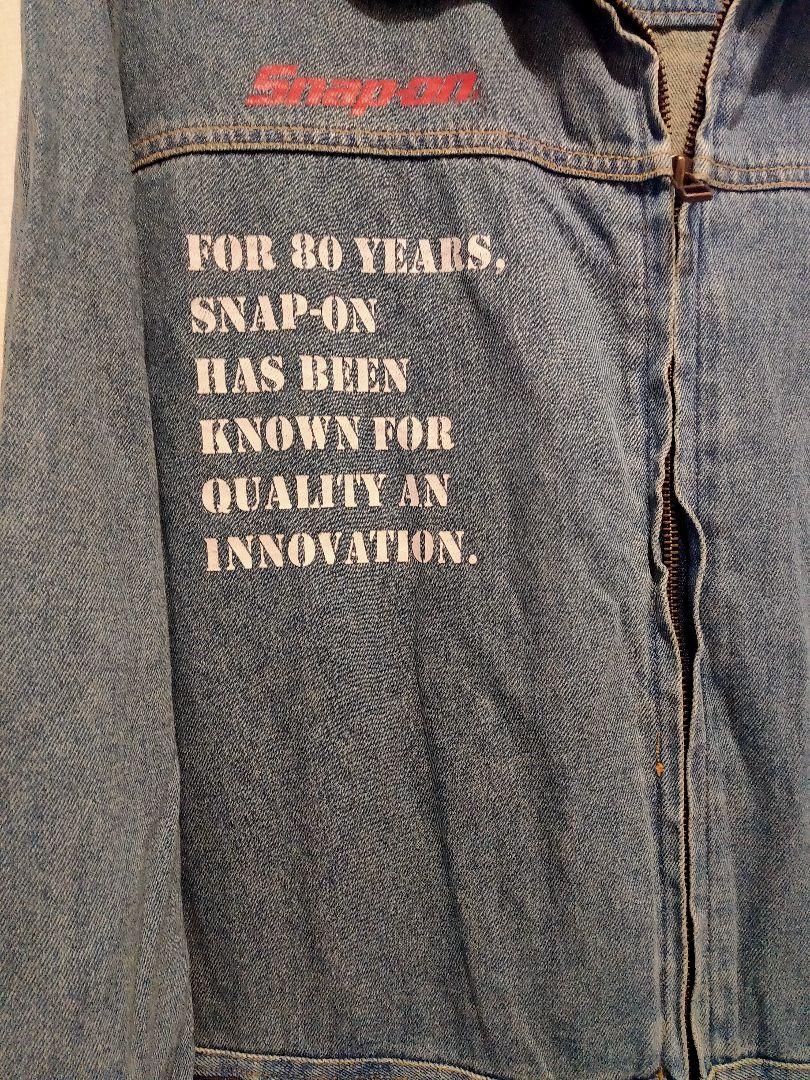 Snap-on
FOR 80 YEARS,
SNAP-ON
HAS BEEN
KNOWN FOR
QUALITY AN
INNOVATION.